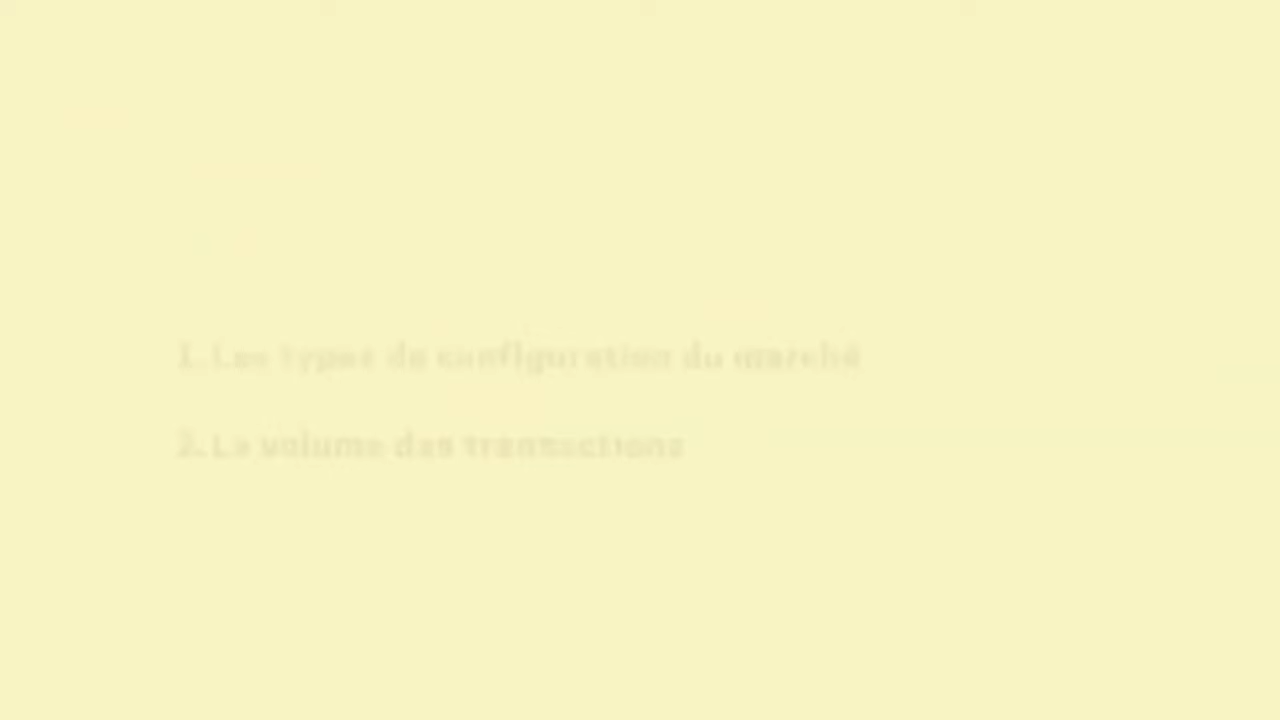 1. Les types de configuration du marché
2. Le volume des transactions